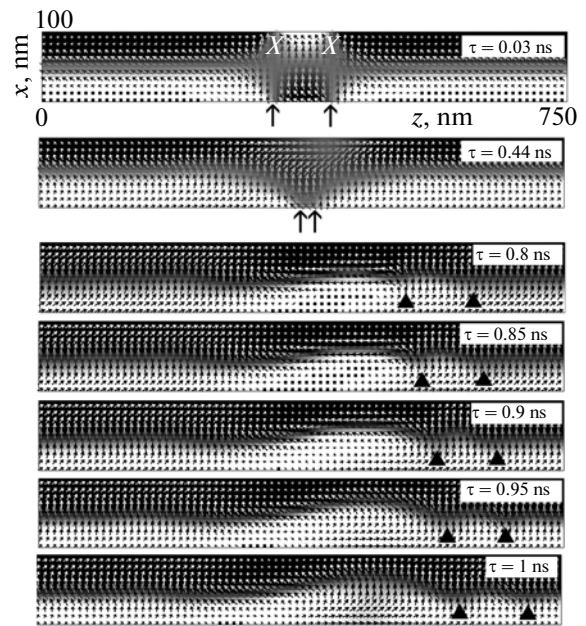 100
x, nm
X X
τ = 0.03 ns
0 z, nm 750
τ = 0.44 ns
τ = 0.8 ns
τ = 0.85 ns
τ = 0.9 ns
τ = 0.95 ns
τ = 1 ns